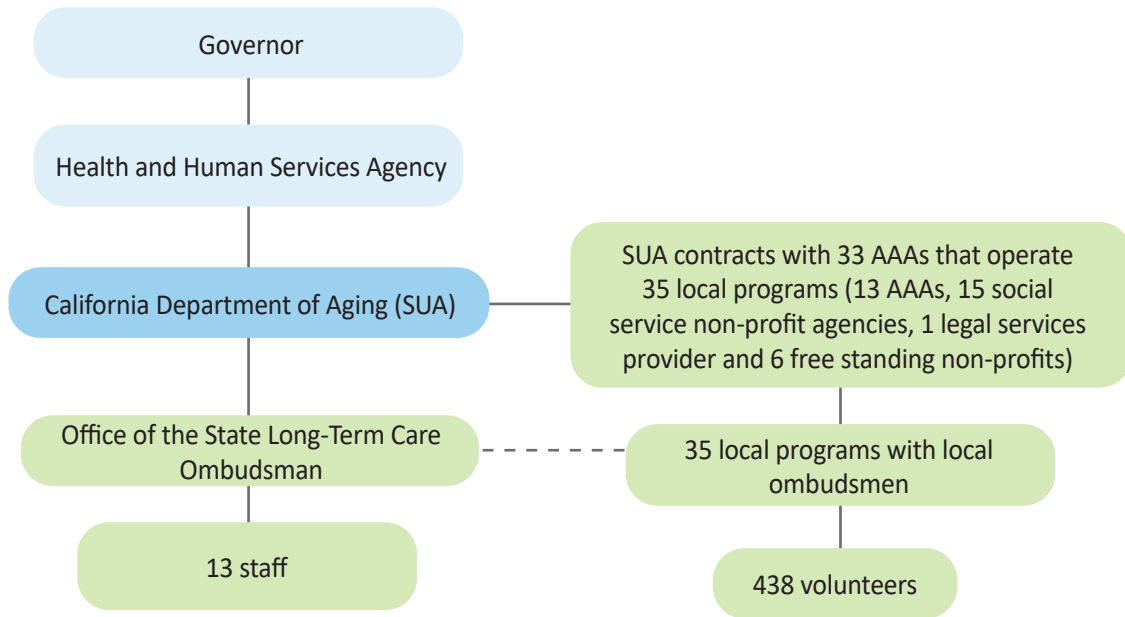 Governor
Health and Human Services Agency
California Department of Aging (SUA)
SUA contracts with 33 AAAs that operate
35 local programs (13 AAAs, 15 social
service non-profit agencies, 1 legal services
provider and 6 free standing non-profits)
Office of the State Long-Term Care
Ombudsman
35 local programs with local
ombudsmen
13 staff
438 volunteers